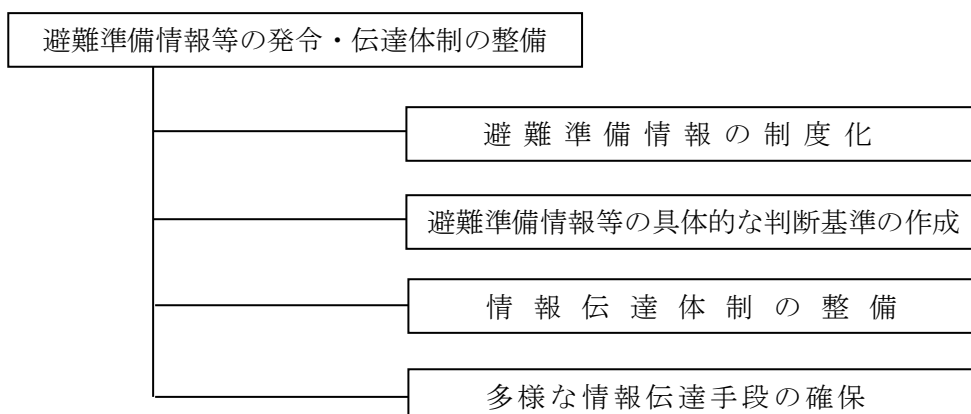 避難準備情報等の発令・伝達体制の整備
避難準備情報の制度化
避難準備情報等の具体的な判断基準の作成
情報伝達体制の整備
多様な情報伝達手段の確保